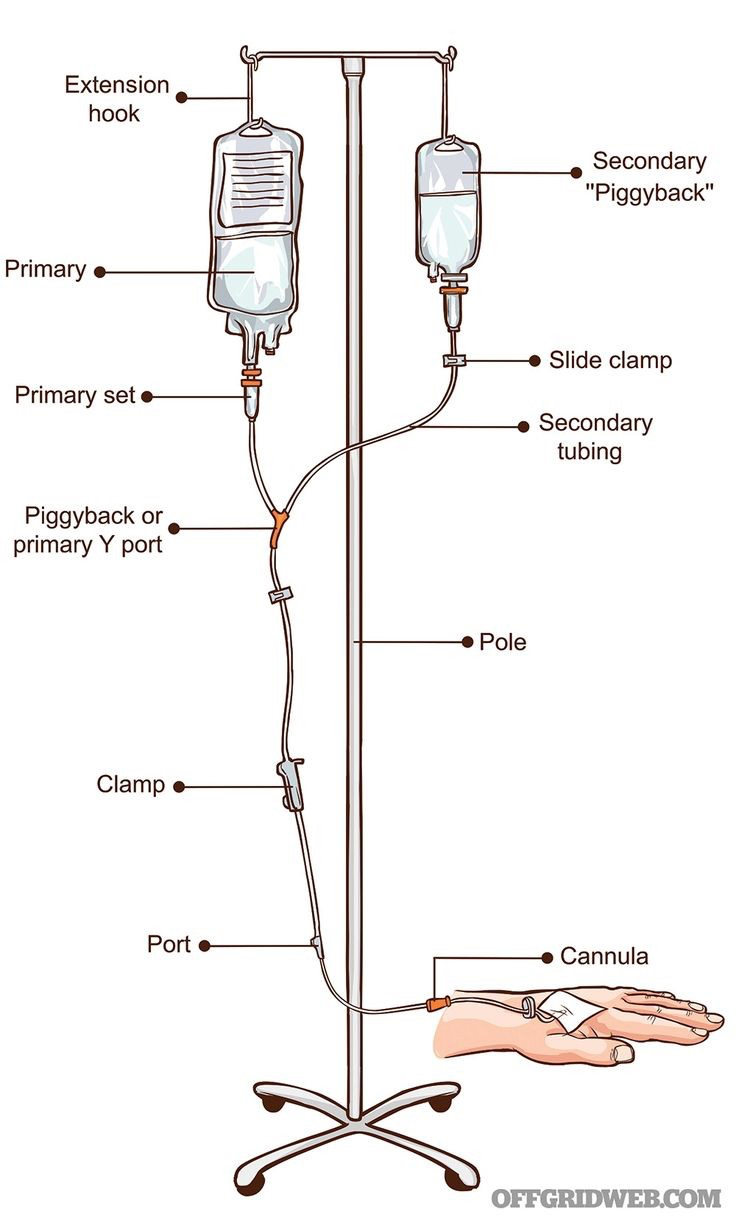 Extension
hook
Secondary
"Piggyback"
Primary
Slide clamp
Primary set
Secondary
tubing
Piggyback or
primary Y port
Pole
Clamp
Port
Cannula
OFFGRIDWEB.COM